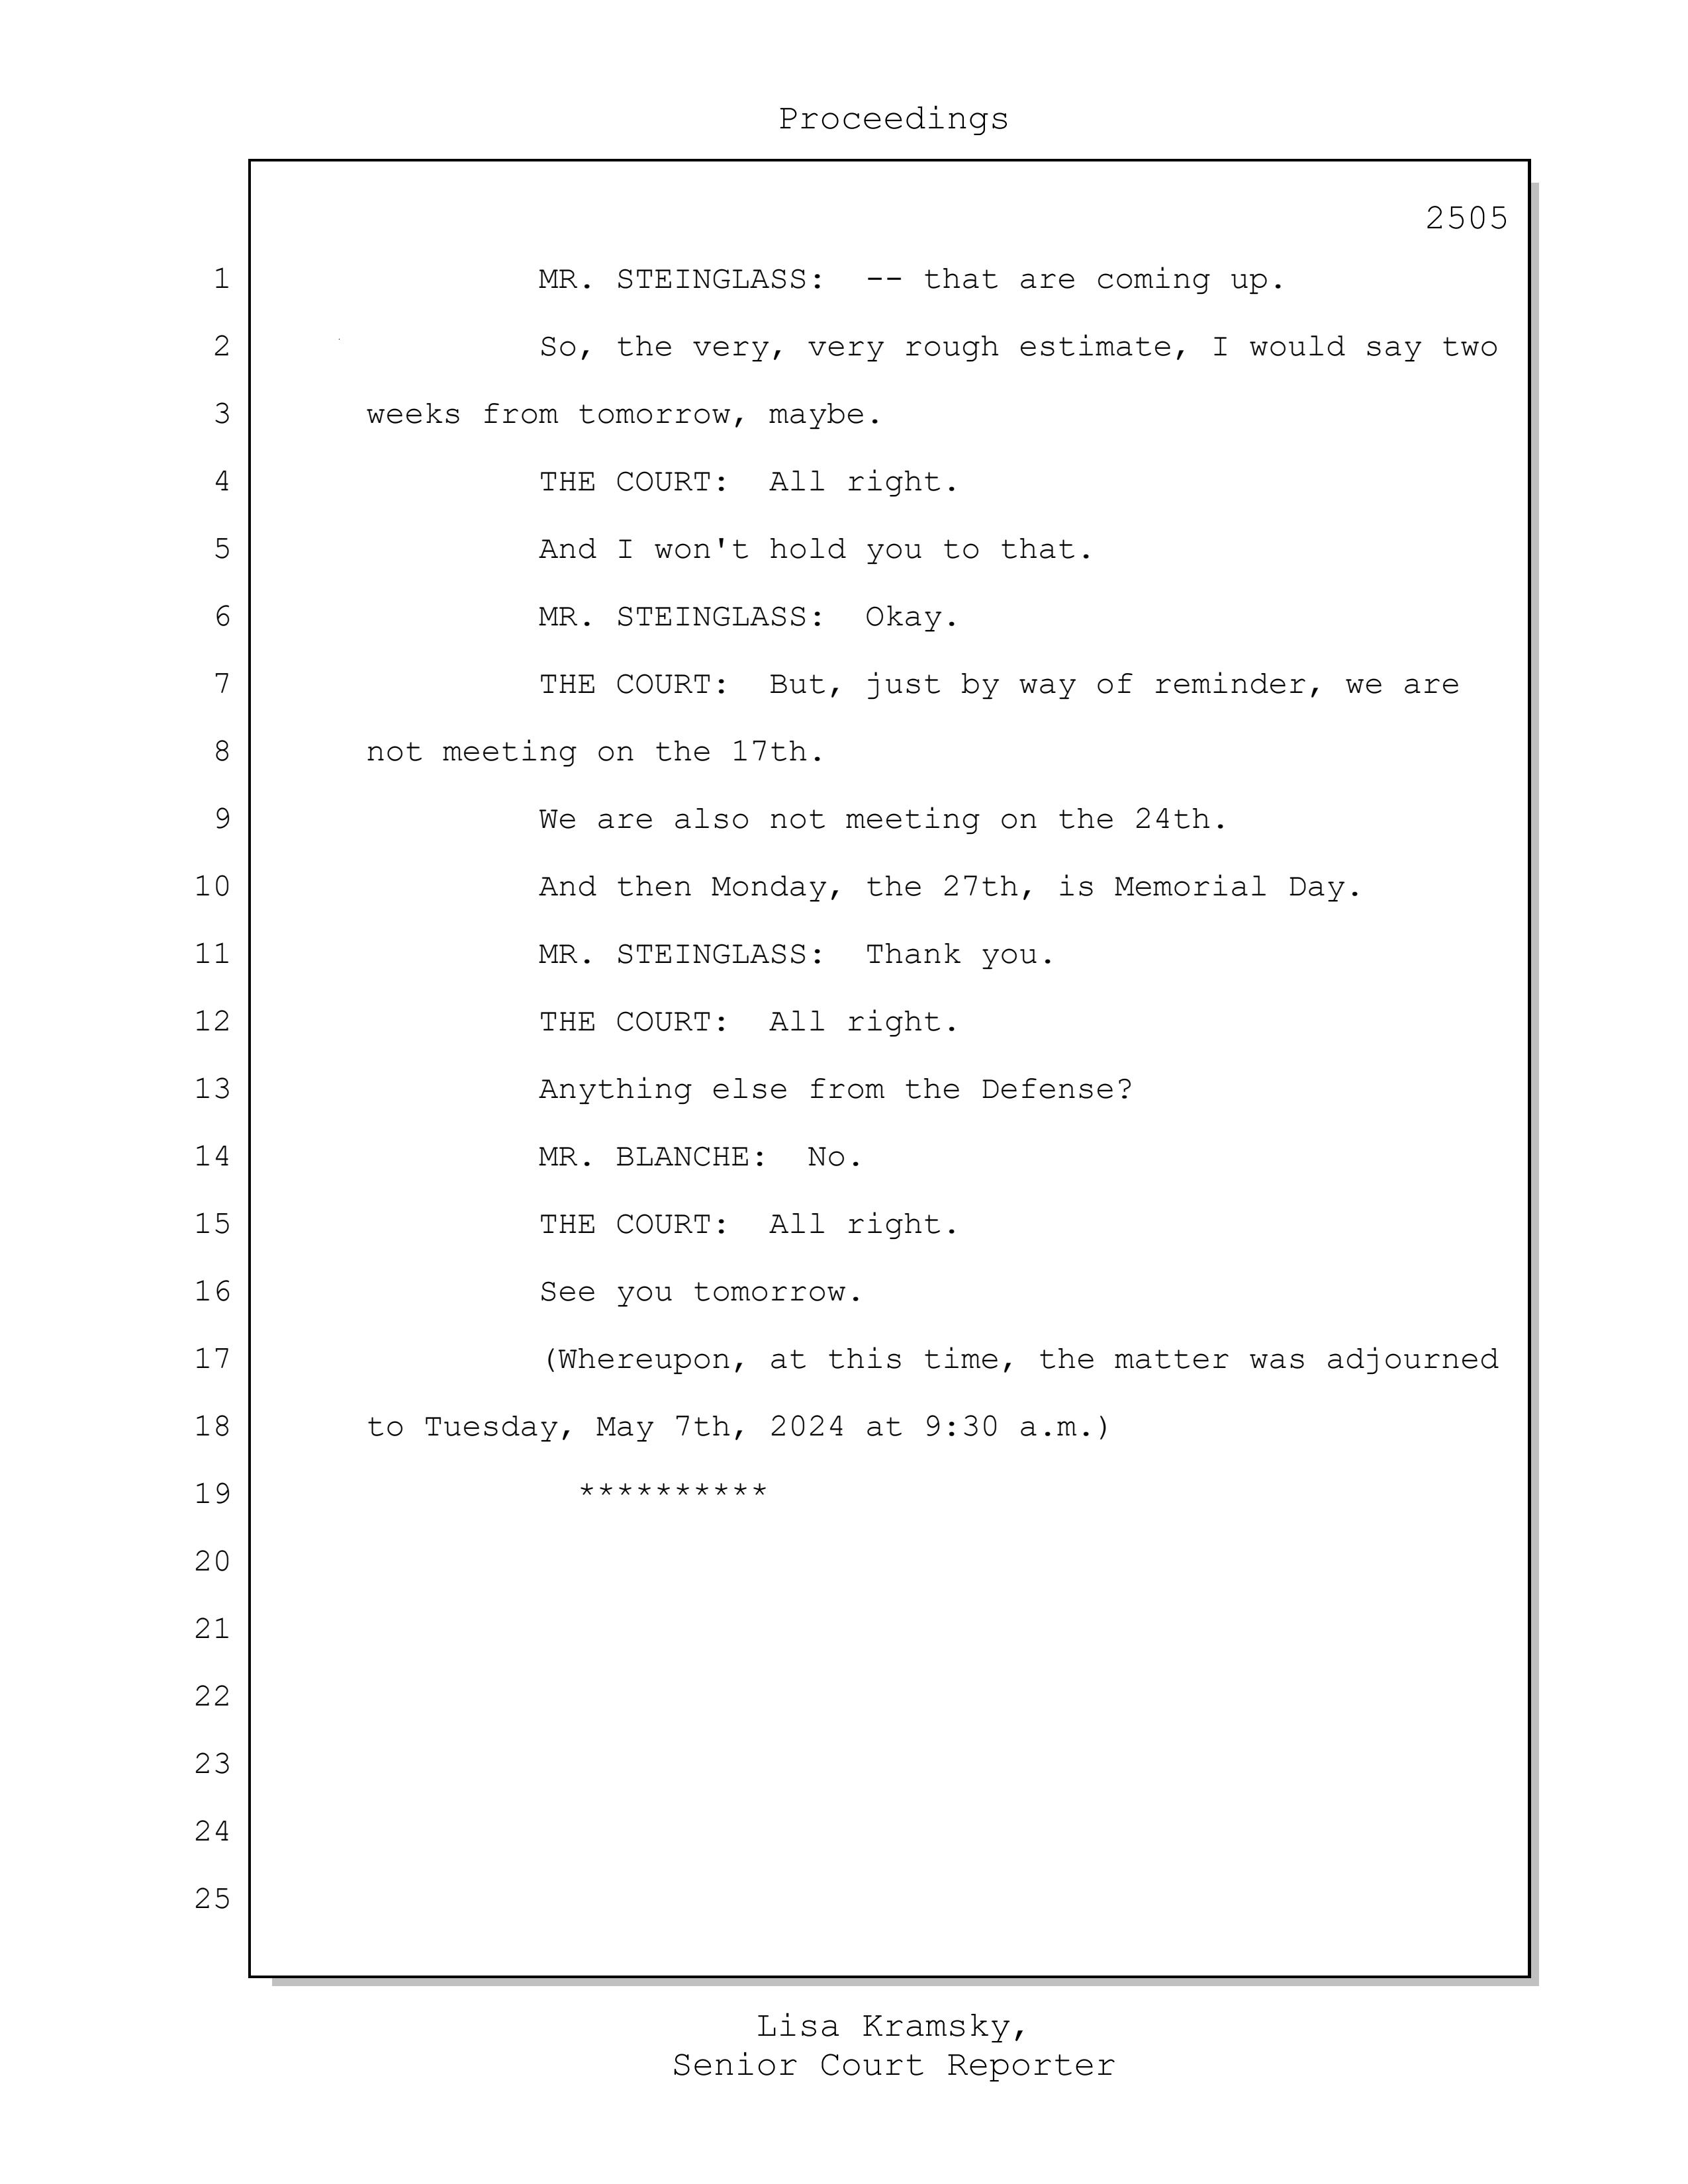 Proceedings
2505
1 MR. STEINGLASS: -- that are coming up.
2 So, the very, very rough estimate, I would say two
3 weeks from tomorrow, maybe.
4 THE COURT: All right.
5 And I won't hold you to that.
6 MR. STEINGLASS: Okay.
7 THE COURT: But, just by way of reminder, we are
8 not meeting on the 17th.
9 We are also not meeting on the 24th.
10 And then Monday, the 27th, is Memorial Day.
11 MR. STEINGLASS: Thank you.
12 THE COURT: All right.
13 Anything else from the Defense?
14 MR. BLANCHE: No.
15 THE COURT: All right.
16 See you tomorrow.
17 (Whereupon, at this time, the matter was adjourned
18 to Tuesday, May 7th, 2024 at 9:30 a.m.)
19 **********
20
21
22
23
24
25
Lisa Kramsky,
Senior Court Reporter